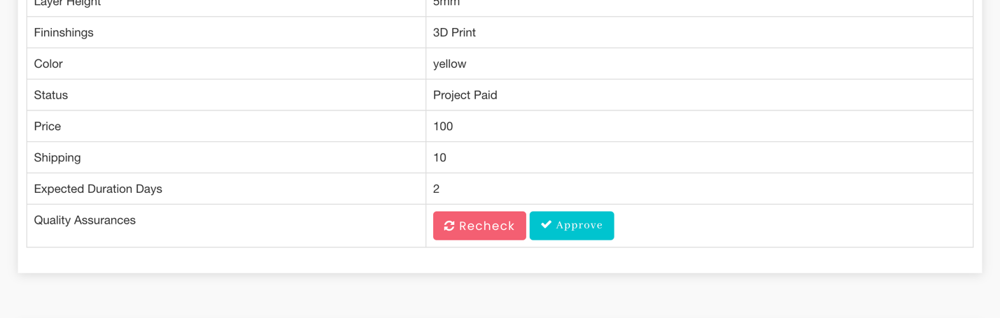 Layer Height 5mm
Fininshings 3D Print
Color yellow
Status Project Paid
Price 100
Shipping 10
Expected Duration Days 2
Quality Assurances Recheck Approve